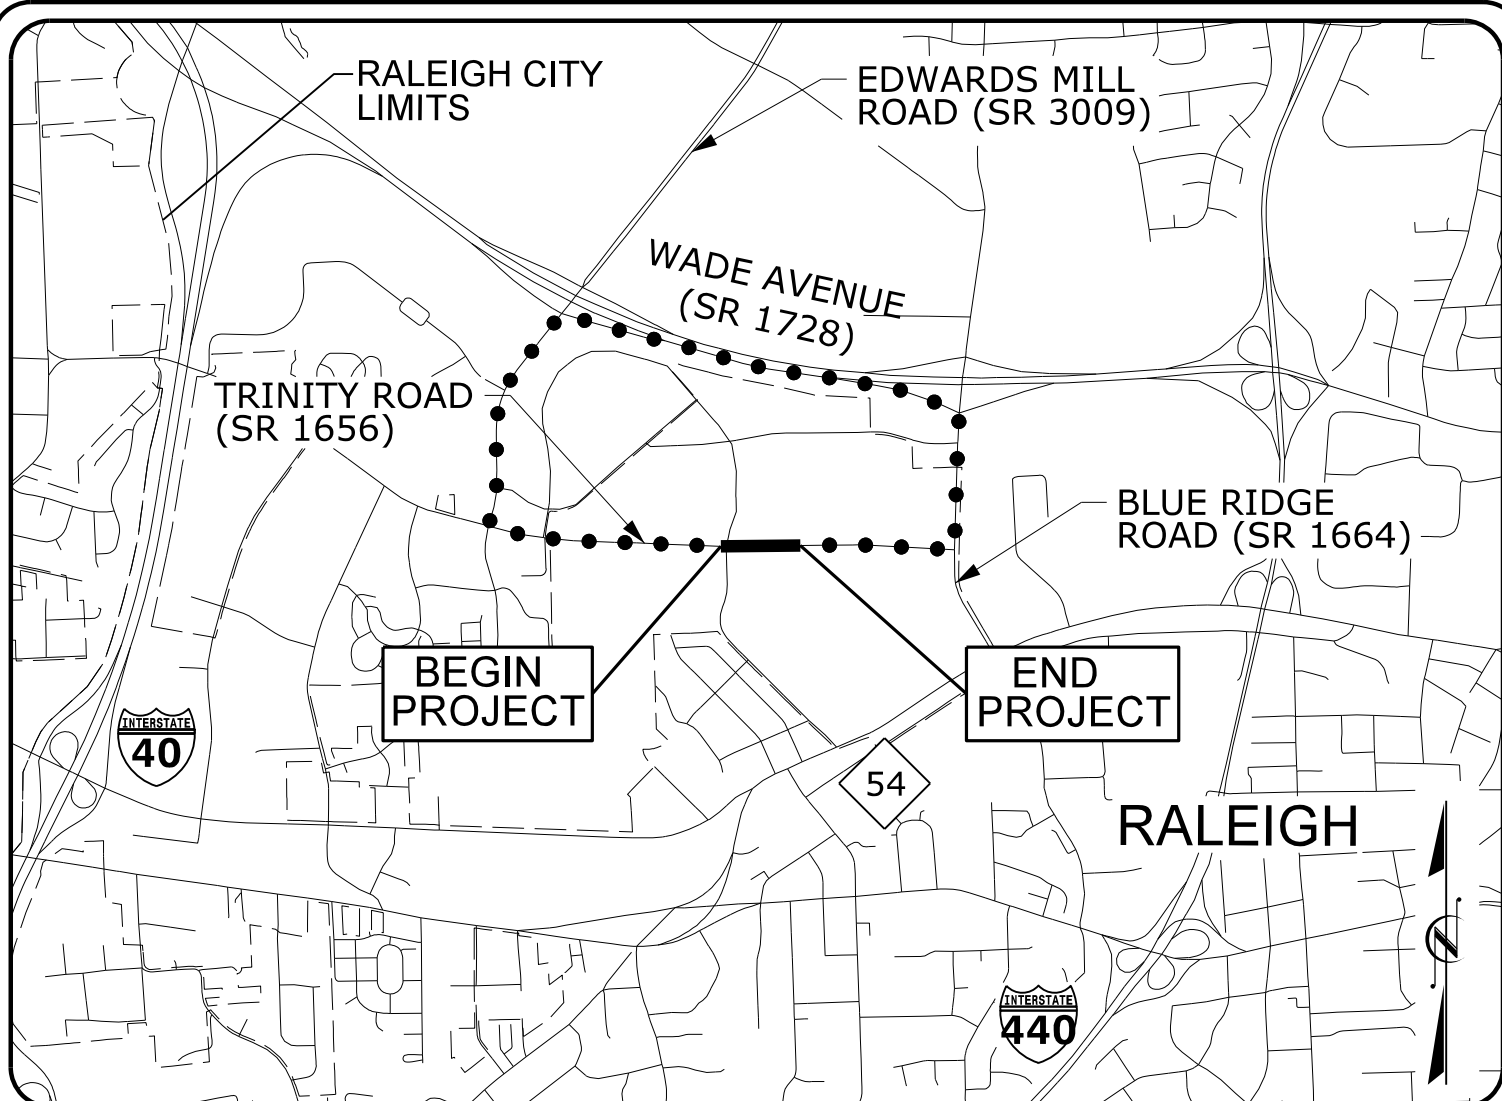 RALEIGH CITY
LIMITS
EDWARDS MILL
ROAD (SR 3009)
WADE AVENUE
(SR 1728)
TRINITY ROAD
(SR 1656)
BLUE RIDGE
ROAD (SR 1664)
BEGIN
PROJECT
END
PROJECT
INTERSTATE
40
54
RALEIGH
N
INTERSTATE
440